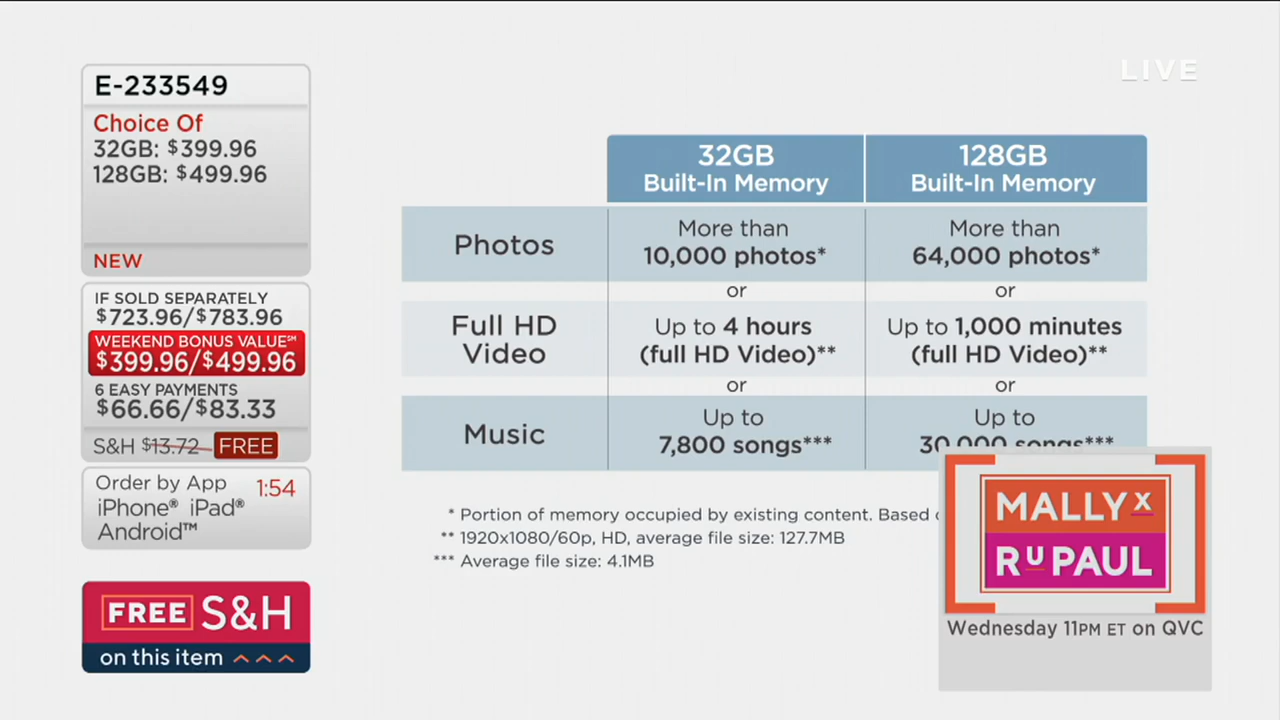 E-233549
Choice Of
32GB: $399.96
128GB: $499.96
NEW
IF SOLD SEPARATELY
$723.96/$783.96
WEEKEND BONUS VALUE℠
$399.96/$499.96
6 EASY PAYMENTS
$66.66/$83.33
S&H $13.72 FREE
Order by App 1:54
iPhone® iPad®
Android™
FREE S&H
on this item
LIVE
32GB
Built-In Memory
128GB
Built-In Memory
Photos
More than
10,000 photos*
More than
64,000 photos*
or
or
Full HD
Video
Up to 4 hours
(full HD Video)**
Up to 1,000 minutes
(full HD Video)**
or
or
Music
Up to
7,800 songs***
Up to
30,000 songs***
* Portion of memory occupied by existing content. Based
** 1920x1080/60p, HD, average file size: 127.7MB
*** Average file size: 4.1MB
MALLY X
RUPAUL
Wednesday 11PM ET on QVC